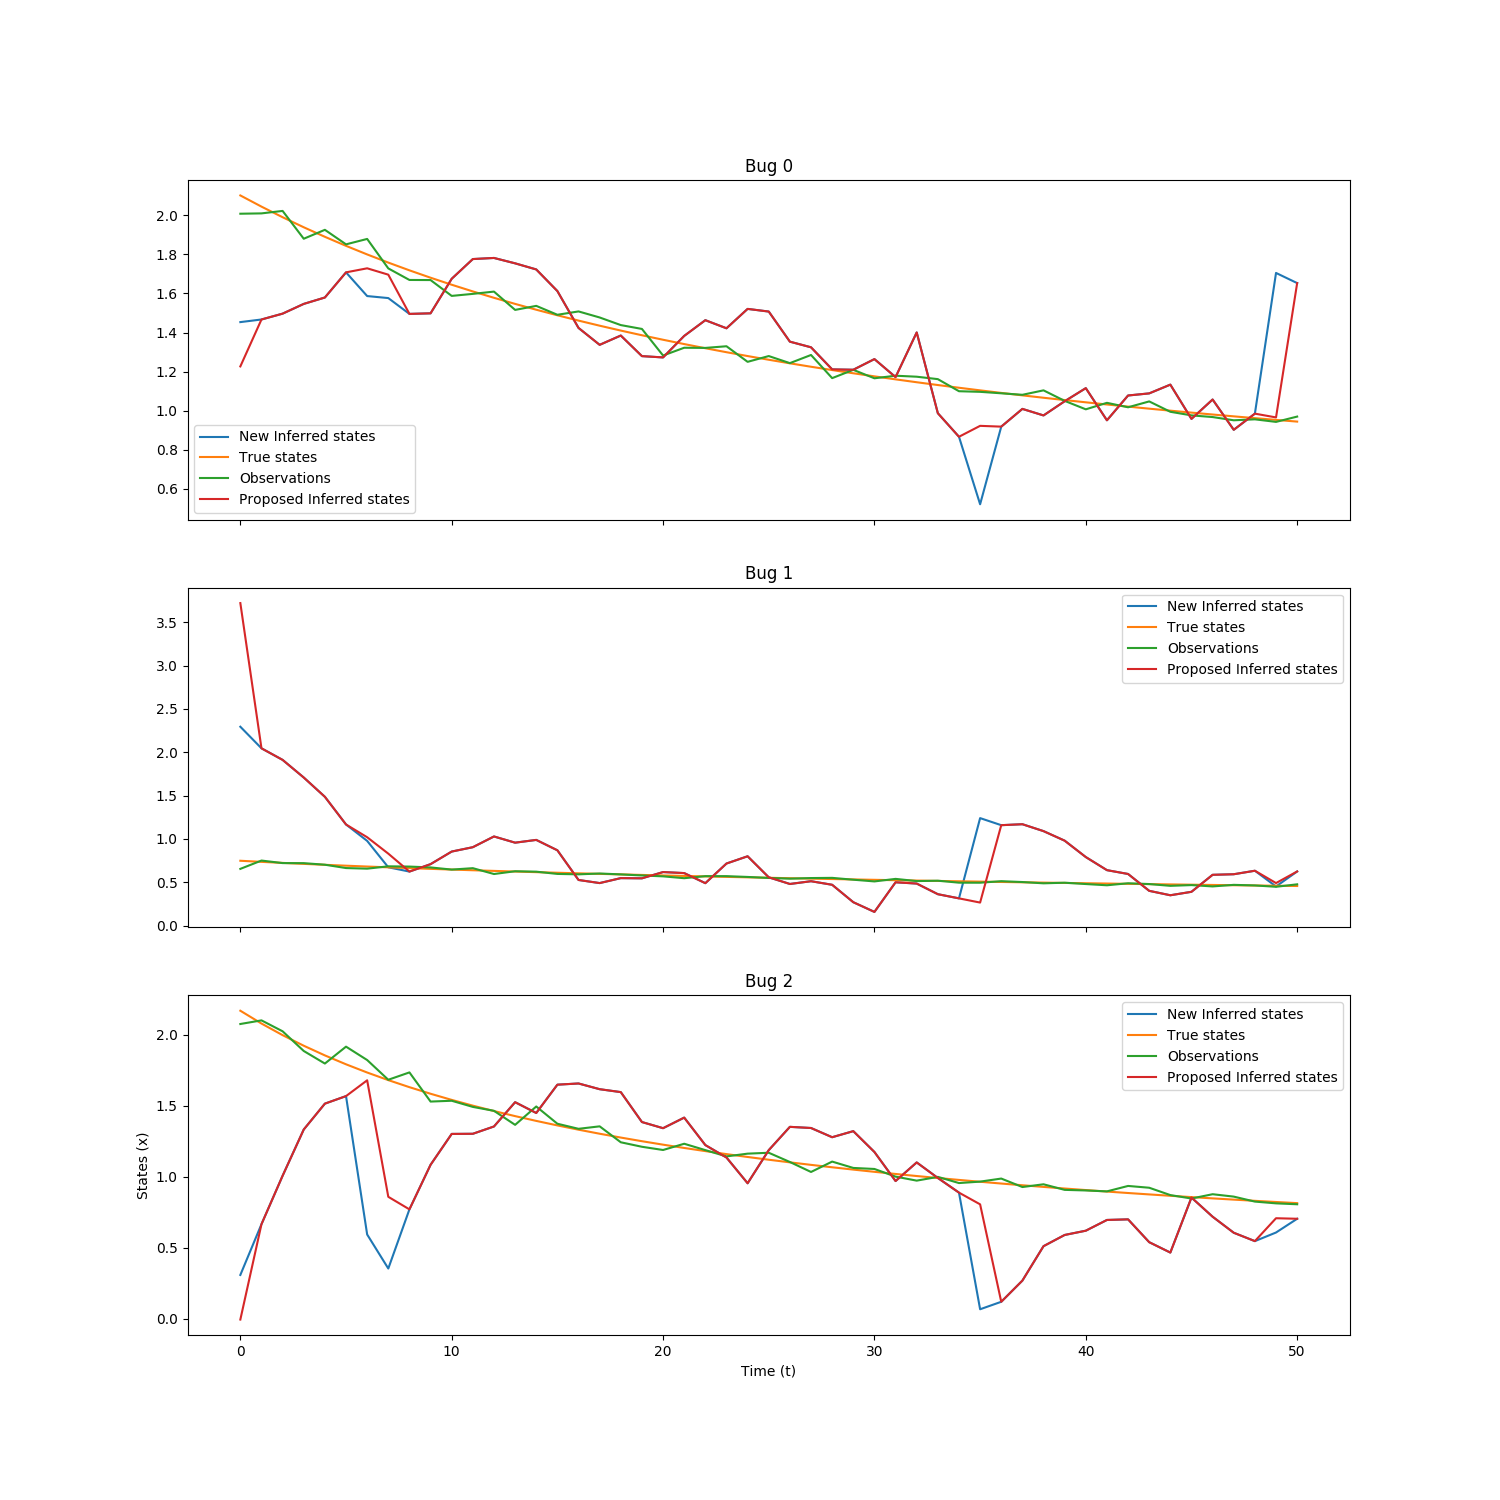 Bug 0
2.0
1.8
1.6
1.4
1.2
1.0
0.8
0.6
New Inferred states
True states
Observations
Proposed Inferred states
Bug 1
3.5
3.0
2.5
2.0
1.5
1.0
0.5
0.0
New Inferred states
True states
Observations
Proposed Inferred states
Bug 2
States (x)
2.0
1.5
1.0
0.5
0.0
New Inferred states
True states
Observations
Proposed Inferred states
0 10 20 30 40 50
Time (t)